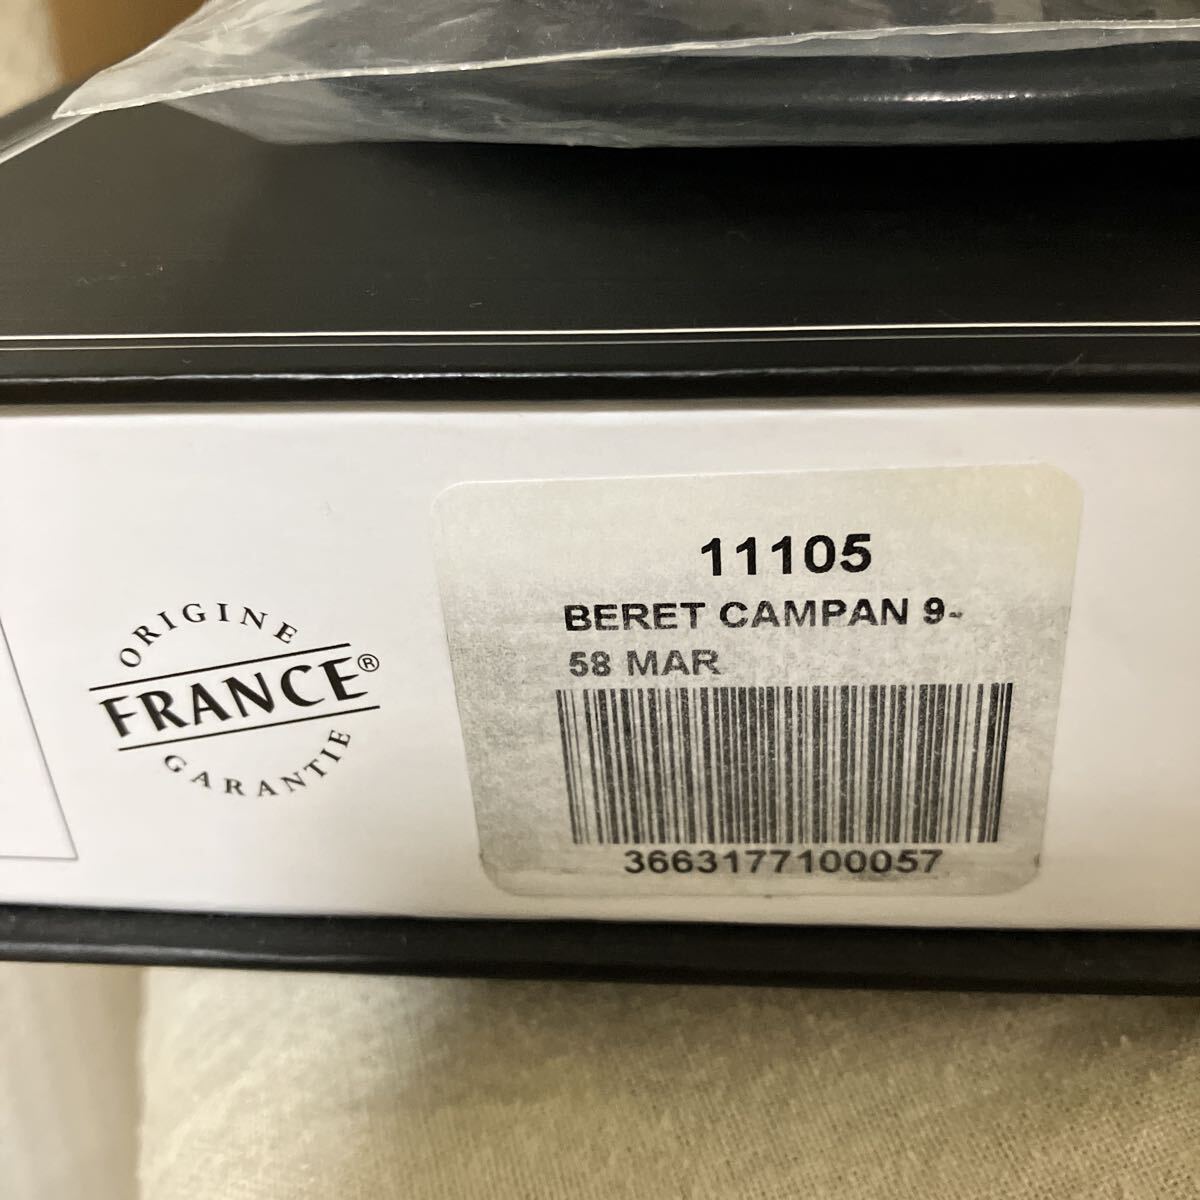 ORIGINE
FRANCE®
GARANTIE
11105
BERET CAMPAN 9-
58 MAR
3663177100057